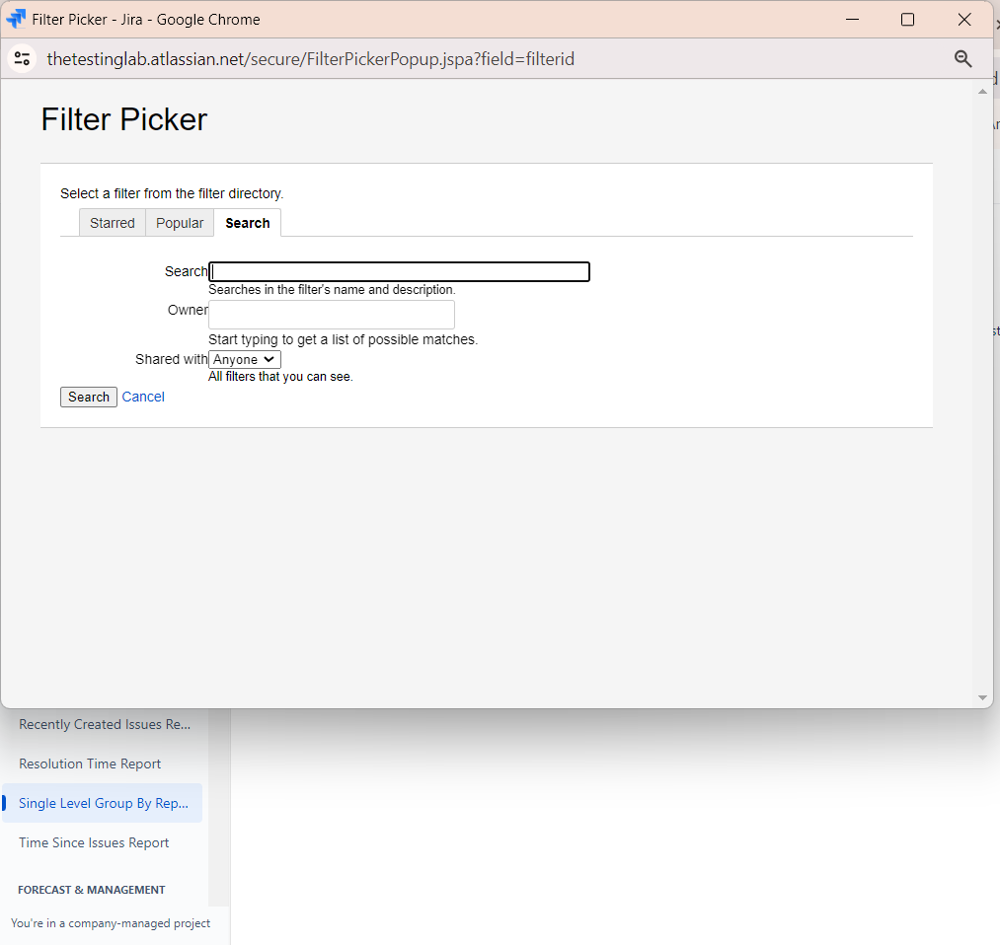 Filter Picker - Jira - Google Chrome
thetestinglab.atlassian.net/secure/FilterPickerPopup.jspa?field=filterid
Filter Picker
Select a filter from the filter directory.
Starred Popular Search
Search
Searches in the filter's name and description.
Owner
Start typing to get a list of possible matches.
Shared with Anyone
All filters that you can see.
Search Cancel
Recently Created Issues Re...
Resolution Time Report
Single Level Group By Rep...
Time Since Issues Report
FORECAST & MANAGEMENT
You're in a company-managed project